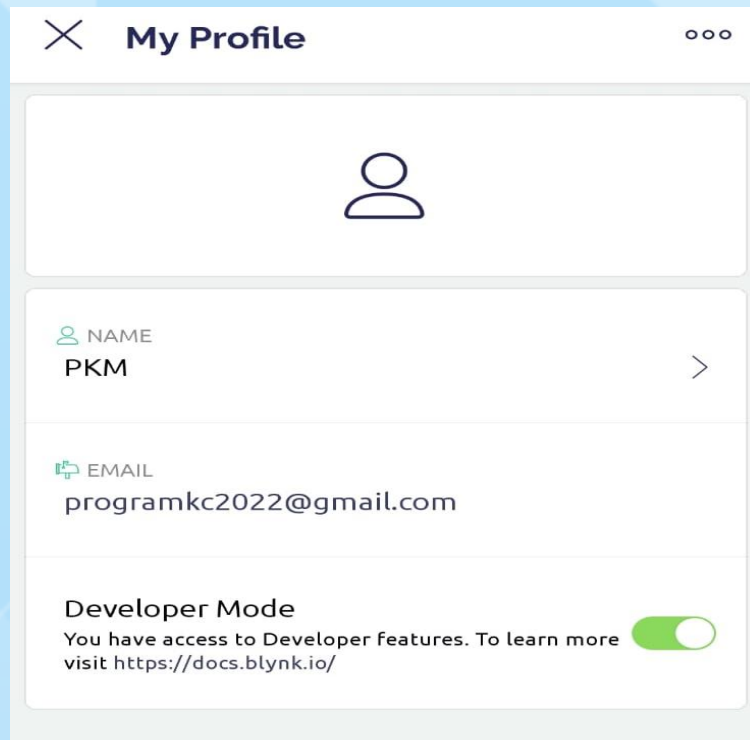 My Profile
NAME
PKM
EMAIL
programkc2022@gmail.com
Developer Mode
You have access to Developer features. To learn more
visit https://docs.blynk.io/